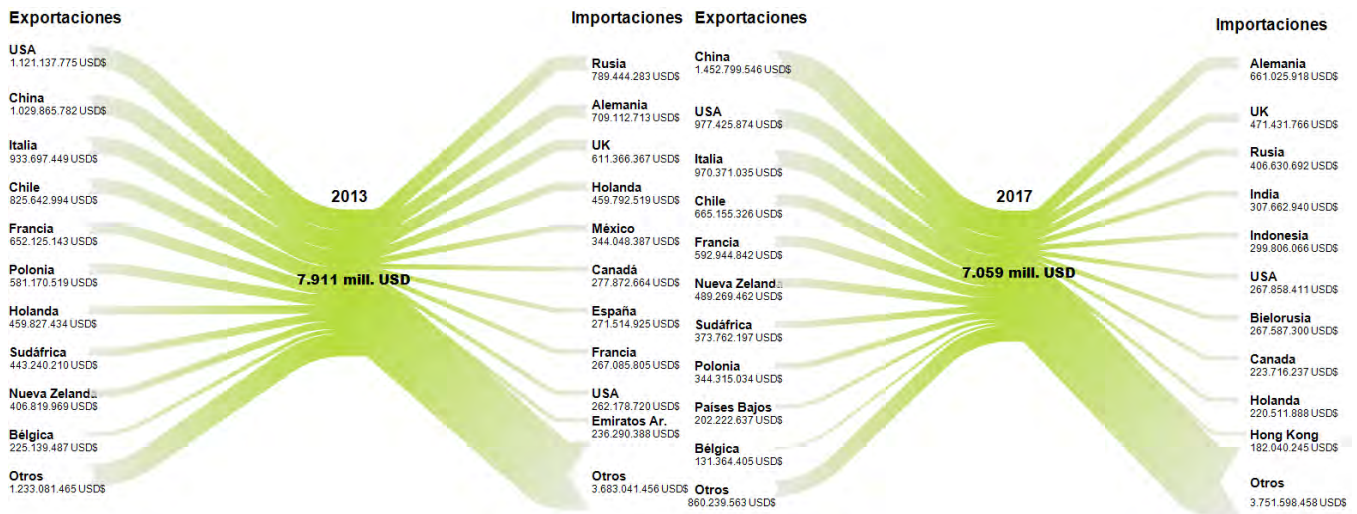 Exportaciones
USA
1.121.137.775 USD$
China
1.029.865.782 USD$
Italia
933.697.449 USD$
Chile
825.642.994 USD$
Francia
652.125.143 USD$
Polonia
581.170.519 USD$
Holanda
459.827.434 USD$
Sudáfrica
443.240.210 USD$
Nueva Zelanda
406.819.969 USD$
Bélgica
225.139.487 USD$
Otros
1.233.081.465 USD$
2013
7.911 mill. USD
Importaciones
Rusia
789.444.283 USD$
Alemania
709.112.713 USD$
UK
611.366.367 USD$
Holanda
459.792.519 USD$
México
344.048.387 USD$
Canadá
277.872.664 USD$
España
271.514.925 USD$
Francia
267.085.805 USD$
USA
262.178.720 USD$
Emiratos Ar.
236.290.388 USD$
Otros
3.683.041.456 USD$
Exportaciones
China
1.452.799.546 USD$
USA
977.425.874 USD$
Italia
970.371.035 USD$
Chile
665.155.326 USD$
Francia
592.944.842 USD$
Nueva Zelanda
489.269.462 USD$
Sudáfrica
373.762.197 USD$
Polonia
344.315.034 USD$
Países Bajos
202.222.637 USD$
Bélgica
131.364.405 USD$
Otros
860.239.563 USD$
2017
7.059 mill. USD
Importaciones
Alemania
661.025.918 USD$
UK
471.431.766 USD$
Rusia
406.630.692 USD$
India
307.662.940 USD$
Indonesia
299.806.066 USD$
USA
267.858.411 USD$
Bielorusia
267.587.300 USD$
Canada
223.716.237 USD$
Holanda
220.511.888 USD$
Hong Kong
182.040.245 USD$
Otros
3.751.598.458 USD$